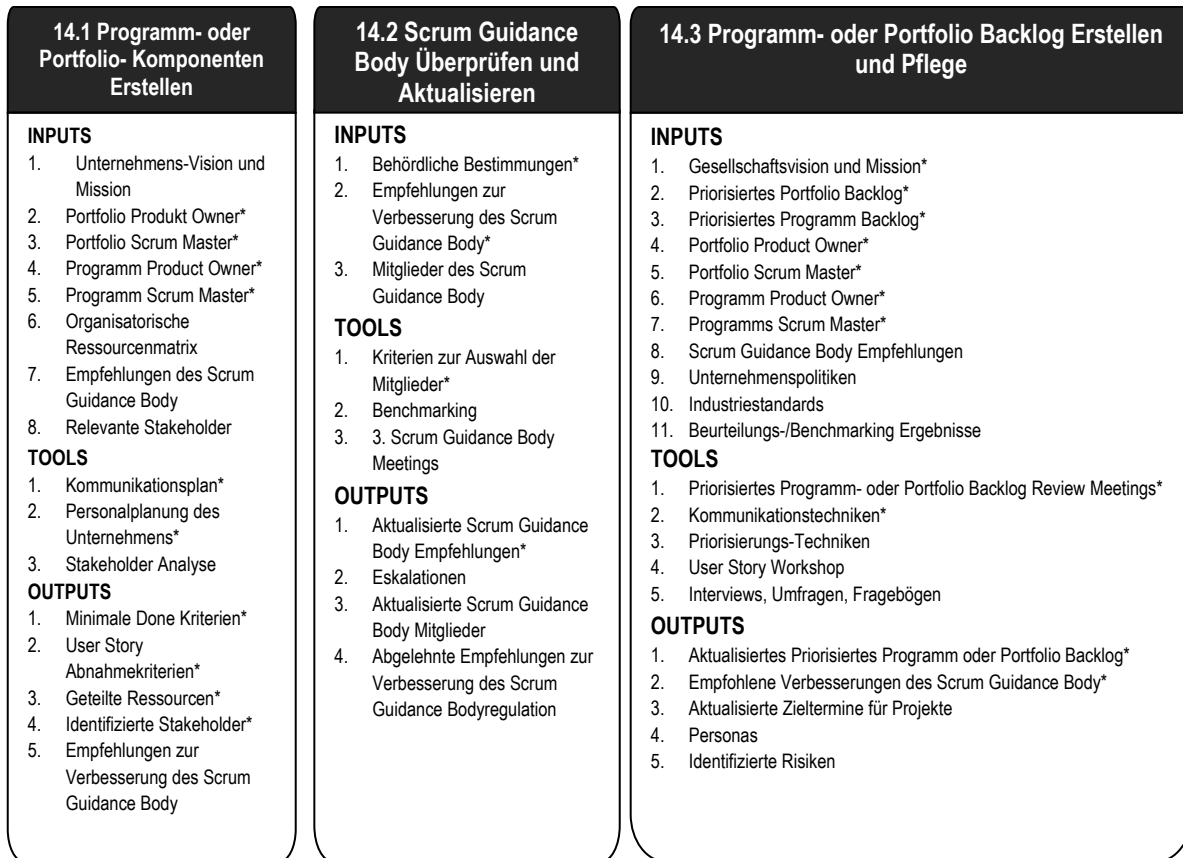 14.1 Programm- oder
Portfolio- Komponenten
Erstellen
INPUTS
1. Unternehmens-Vision und
Mission
2. Portfolio Produkt Owner*
3. Portfolio Scrum Master*
4. Programm Product Owner*
5. Programm Scrum Master*
6. Organisatorische
Ressourcenmatrix
7. Empfehlungen des Scrum
Guidance Body
8. Relevante Stakeholder
TOOLS
1. Kommunikationsplan*
2. Personalplanung des
Unternehmens*
3. Stakeholder Analyse
OUTPUTS
1. Minimale Done Kriterien*
2. User Story
Abnahmekriterien*
3. Geteilte Ressourcen*
4. Identifizierte Stakeholder*
5. Empfehlungen zur
Verbesserung des Scrum
Guidance Body
14.2 Scrum Guidance
Body Überprüfen und
Aktualisieren
INPUTS
1. Behördliche Bestimmungen*
2. Empfehlungen zur
Verbesserung des Scrum
Guidance Body*
3. Mitglieder des Scrum
Guidance Body
TOOLS
1. Kriterien zur Auswahl der
Mitglieder*
2. Benchmarking
3. 3. Scrum Guidance Body
Meetings
OUTPUTS
1. Aktualisierte Scrum Guidance
Body Empfehlungen*
2. Eskalationen
3. Aktualisierte Scrum Guidance
Body Mitglieder
4. Abgelehnte Empfehlungen zur
Verbesserung des Scrum
Guidance Bodyregulation
14.3 Programm- oder Portfolio Backlog Erstellen
und Pflege
INPUTS
1. Gesellschaftsvision und Mission*
2. Priorisiertes Portfolio Backlog*
3. Priorisiertes Programm Backlog*
4. Portfolio Product Owner*
5. Portfolio Scrum Master*
6. Programm Product Owner*
7. Programms Scrum Master*
8. Scrum Guidance Body Empfehlungen
9. Unternehmenspolitiken
10. Industriestandards
11. Beurteilungs-/Benchmarking Ergebnisse
TOOLS
1. Priorisiertes Programm- oder Portfolio Backlog Review Meetings*
2. Kommunikationstechniken*
3. Priorisierungs-Techniken
4. User Story Workshop
5. Interviews, Umfragen, Fragebögen
OUTPUTS
1. Aktualisiertes Priorisiertes Programm oder Portfolio Backlog*
2. Empfohlene Verbesserungen des Scrum Guidance Body*
3. Aktualisierte Zieltermine für Projekte
4. Personas
5. Identifizierte Risiken